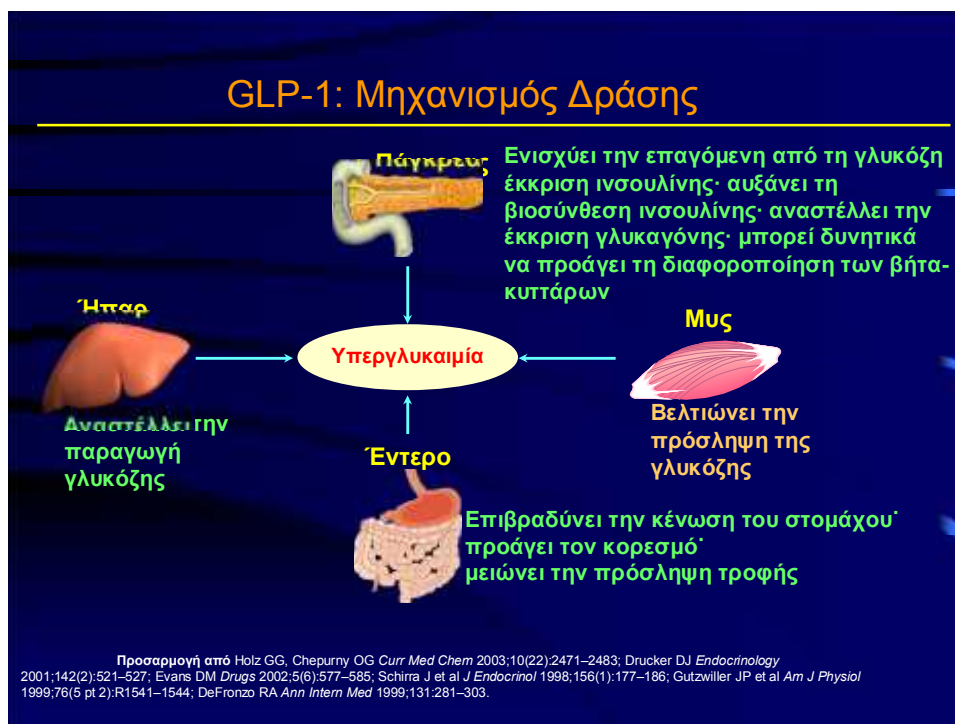 GLP-1: Μηχανισμός Δράσης
Πάγκρεας
Ενισχύει την επαγόμενη από τη γλυκόζη
έκκριση ινσουλίνης· αυξάνει τη
βιοσύνθεση ινσουλίνης· αναστέλλει την
έκκριση γλυκαγόνης· μπορεί δυνητικά
να προάγει τη διαφοροποίηση των βήτα-
κυττάρων
Ήπαρ
Μυς
Υπεργλυκαιμία
Αναστέλλει την
παραγωγή
γλυκόζης
Βελτιώνει την
πρόσληψη της
γλυκόζης
Έντερο
Επιβραδύνει την κένωση του στομάχου˙
προάγει τον κορεσμό˙
μειώνει την πρόσληψη τροφής
Προσαρμογή από Holz GG, Chepurny OG Curr Med Chem 2003;10(22):2471–2483; Drucker DJ Endocrinology
2001;142(2):521–527; Evans DM Drugs 2002;5(6):577–585; Schirra J et al J Endocrinol 1998;156(1):177–186; Gutzwiller JP et al Am J Physiol
1999;76(5 pt 2):R1541–1544; DeFronzo RA Ann Intern Med 1999;131:281–303.